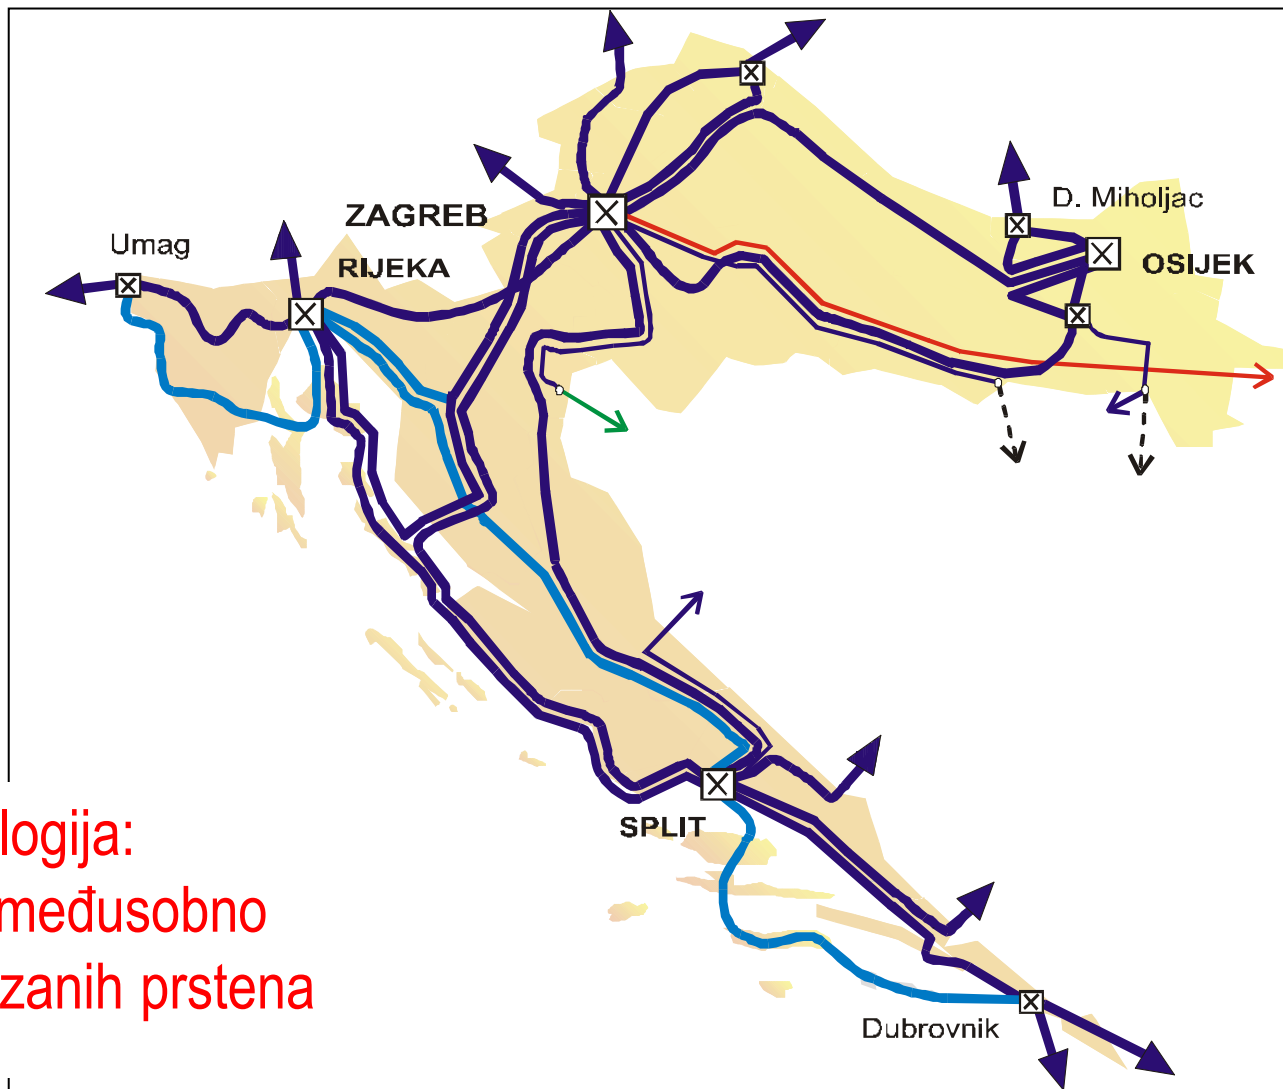 D. Miholjac
ZAGREB
Umag
OSIJEK
RIJEKA
SPLIT
logija:
međusobno
zanih prstena
Dubrovnik